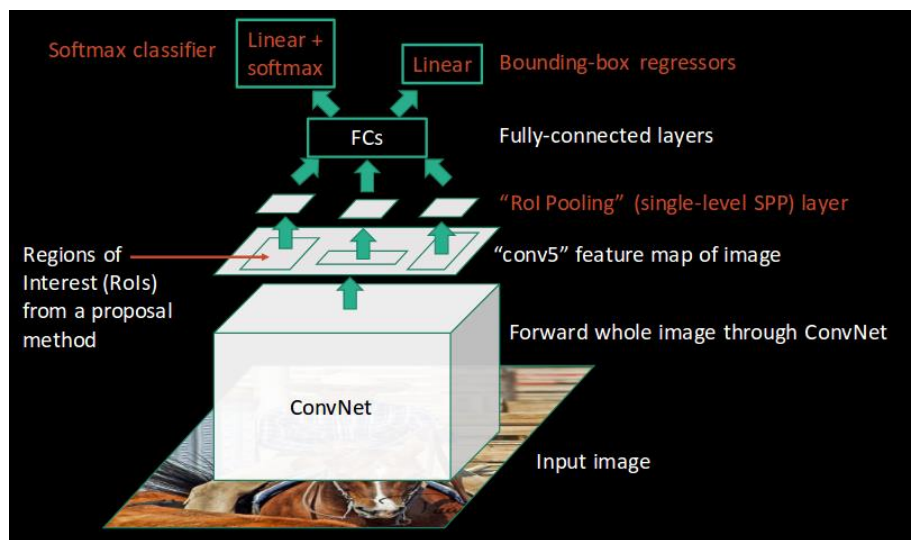 Softmax classifier
Linear +
softmax
Linear
Bounding-box regressors
FCs
Fully-connected layers
"RoI Pooling" (single-level SPP) layer
Regions of
Interest (RoIs)
from a proposal
method
"conv5" feature map of image
Forward whole image through ConvNet
ConvNet
Input image